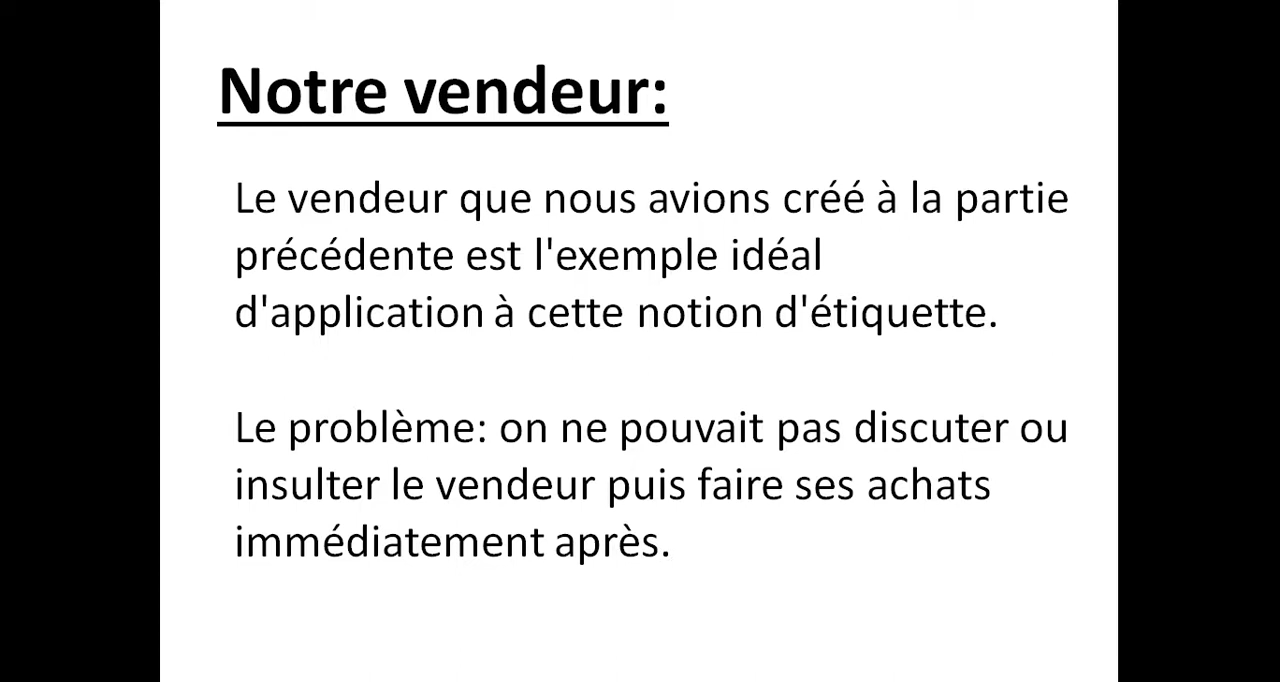 Notre vendeur:
Le vendeur que nous avions créé à la partie
précédente est l'exemple idéal
d'application à cette notion d'étiquette.
Le problème: on ne pouvait pas discuter ou
insulter le vendeur puis faire ses achats
immédiatement après.